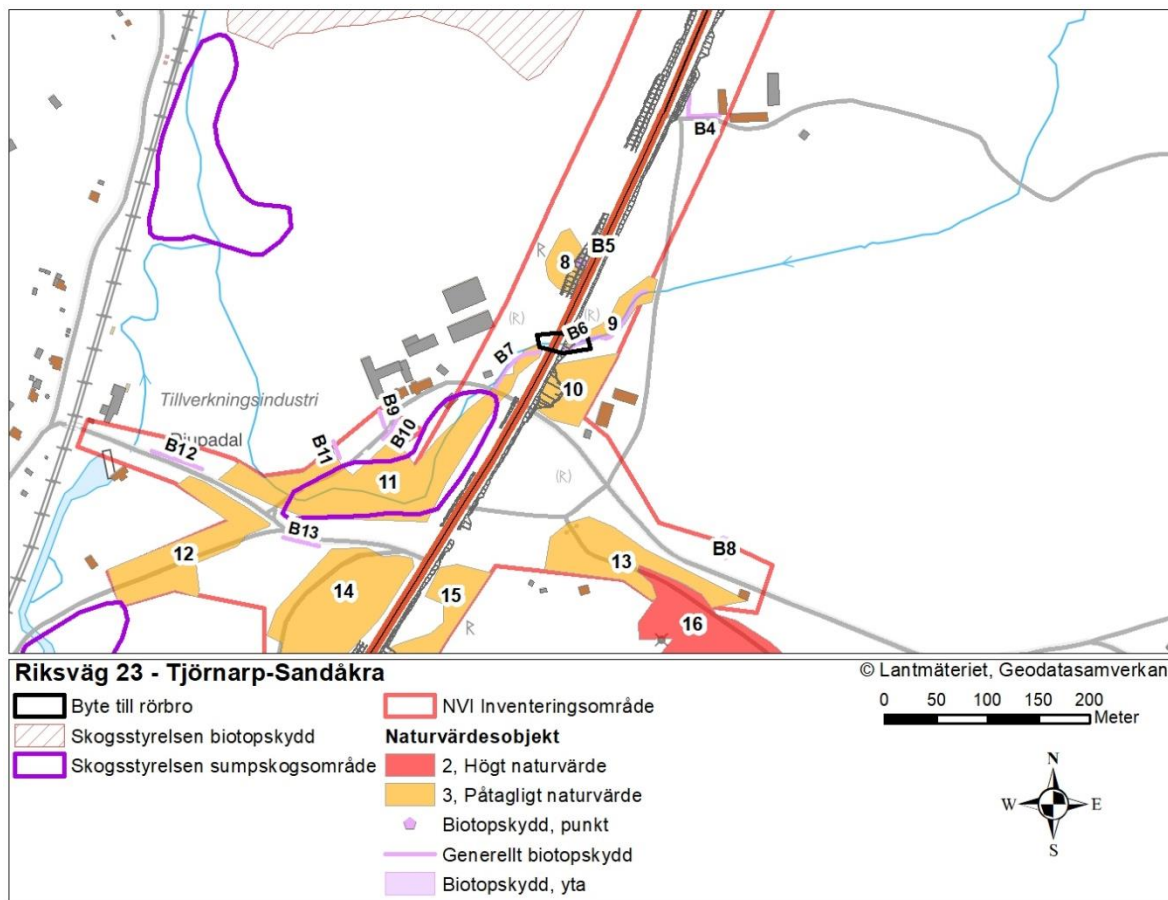 B4
8
B5
R
(R)
(R)
B6
9
B7
10
Tillverkningsindustri
B9
B10
Djupadal
B11
B12
11
(R)
B13
12
13
B8
14
15
16
R
Riksväg 23 - Tjörnarp-Sandåkra
Byte till rörbro
Skogsstyrelsen biotopskydd
Skogsstyrelsen sumpskogsområde
NVI Inventeringsområde
Naturvärdesobjekt
2, Högt naturvärde
3, Påtagligt naturvärde
Biotopskydd, punkt
Generellt biotopskydd
Biotopskydd, yta
© Lantmäteriet, Geodatasamverkan
0 50 100 150 200
Meter
N
W E
S